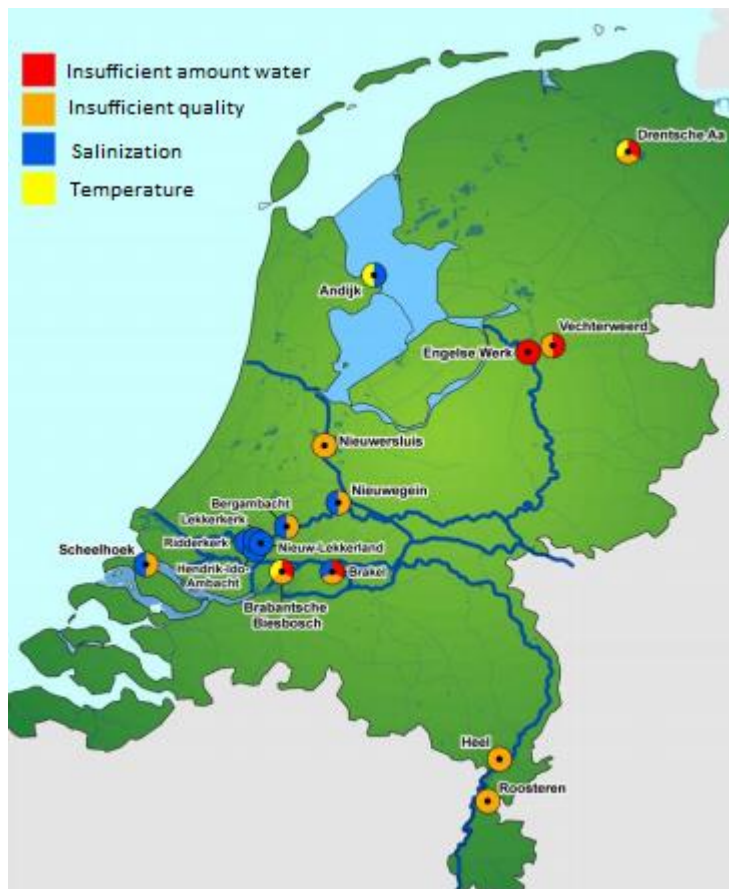 Insufficient amount water
Insufficient quality
Salinization
Temperature
Drentsche Aa
Andijk
Vechterweerd
Engelse Werk
Nieuwersluis
Nieuwegein
Bergambacht
Lekkerkerk
Ridderkerk
Nieuw-Lekkerland
Scheelhoek
Hendrik-Ido-
Ambacht
Brakel
Brabantsche
Biesbosch
Heel
Roosteren